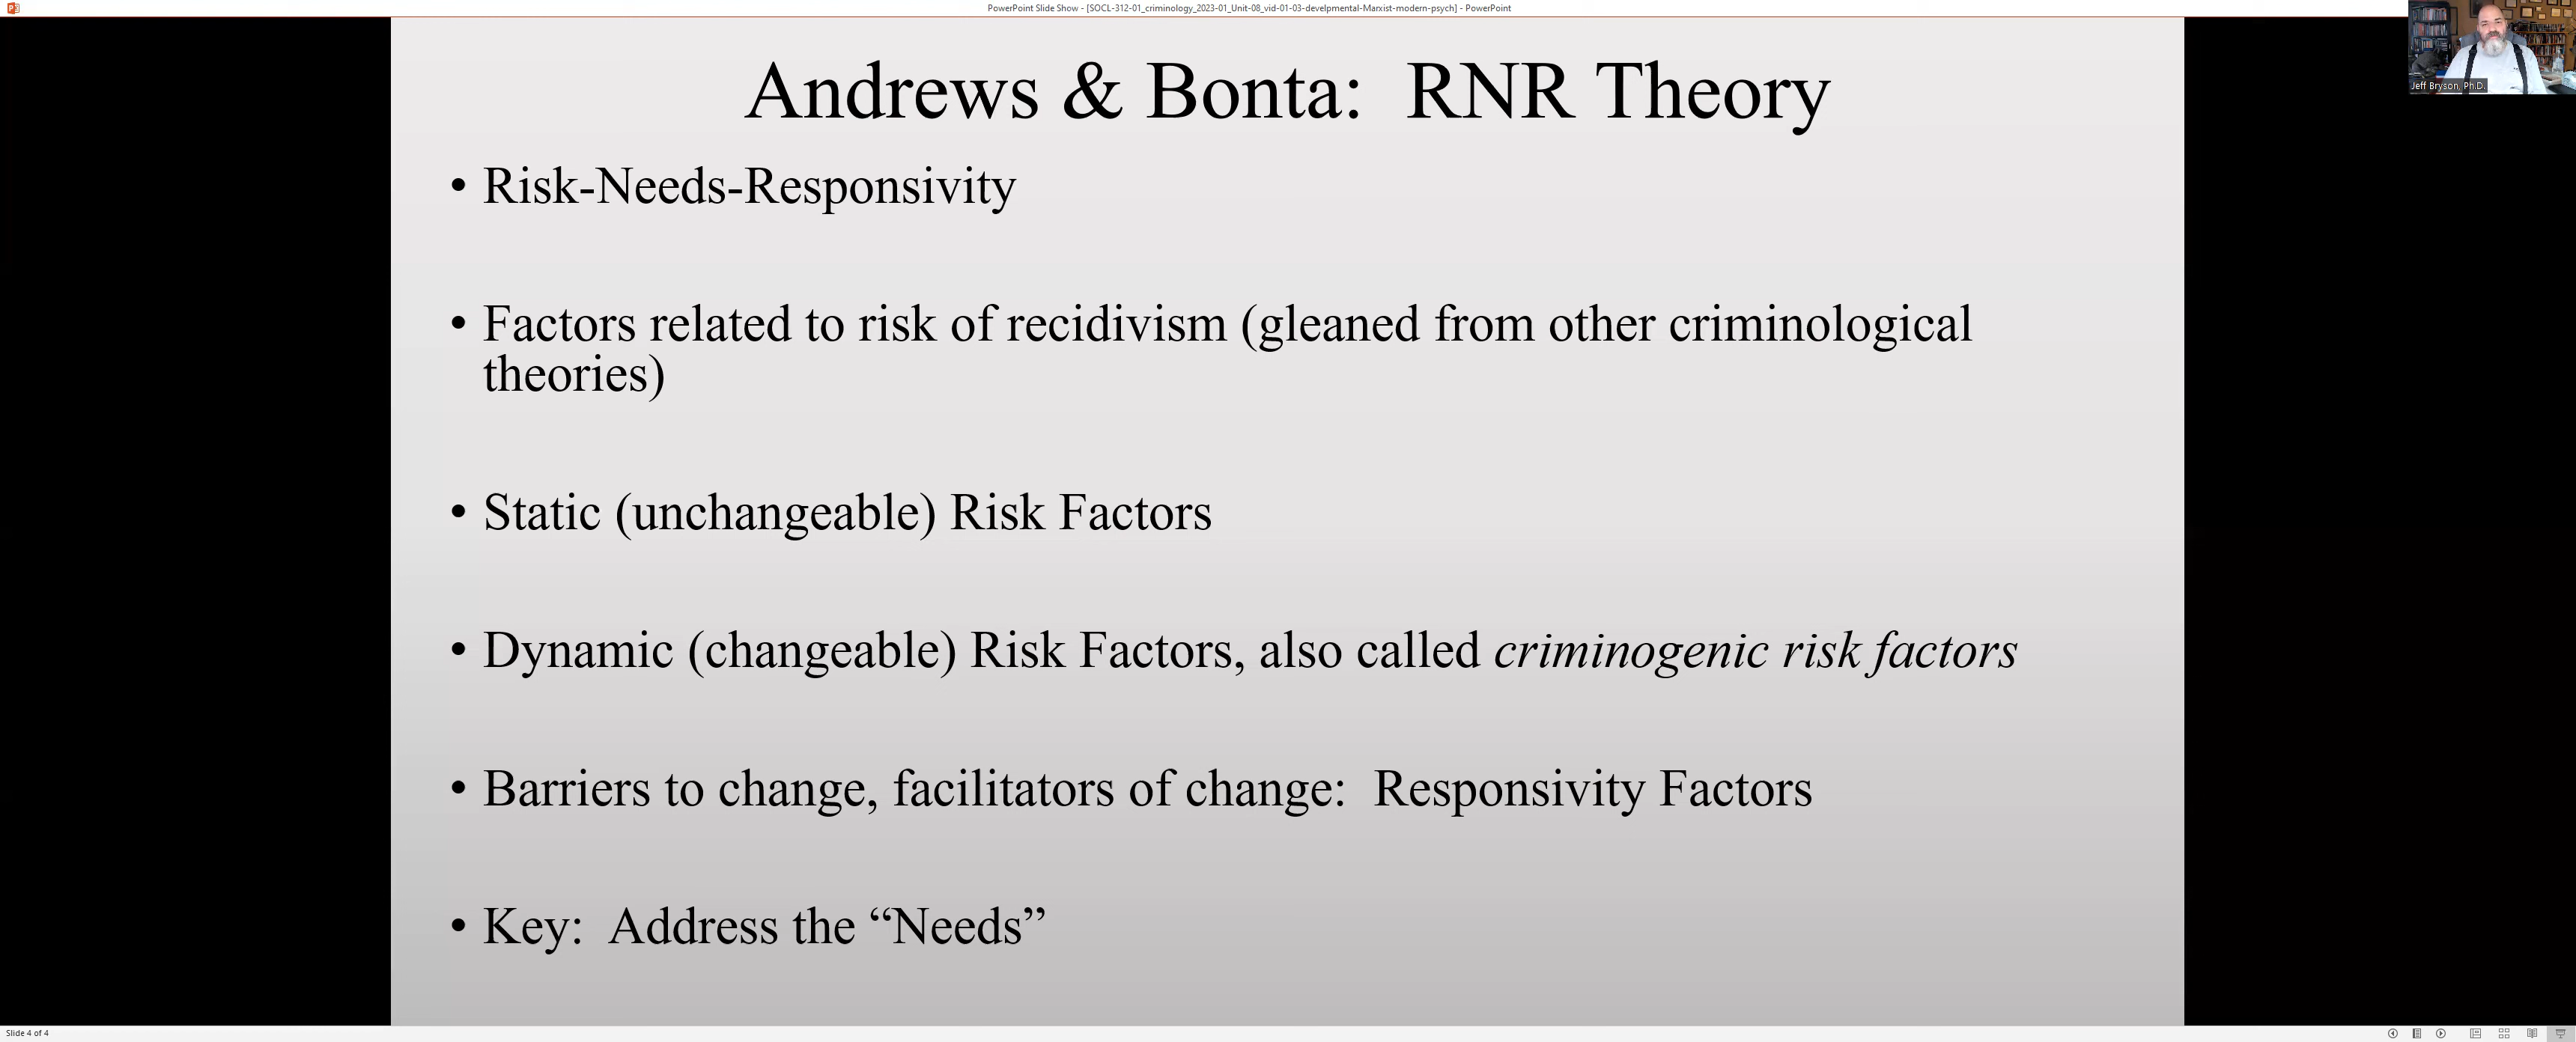 PowerPoint Slide Show - [SOCL-312-01_criminology_2023-01_Unit-08_vid-01-03-develpmental-Marxist-modern-psych] - PowerPoint
Jeff Bryson, Ph.D.
Andrews & Bonta:  RNR Theory
• Risk-Needs-Responsivity
• Factors related to risk of recidivism (gleaned from other criminological
theories)
• Static (unchangeable) Risk Factors
• Dynamic (changeable) Risk Factors, also called criminogenic risk factors
• Barriers to change, facilitators of change:  Responsivity Factors
• Key:  Address the “Needs”
Slide 4 of 4